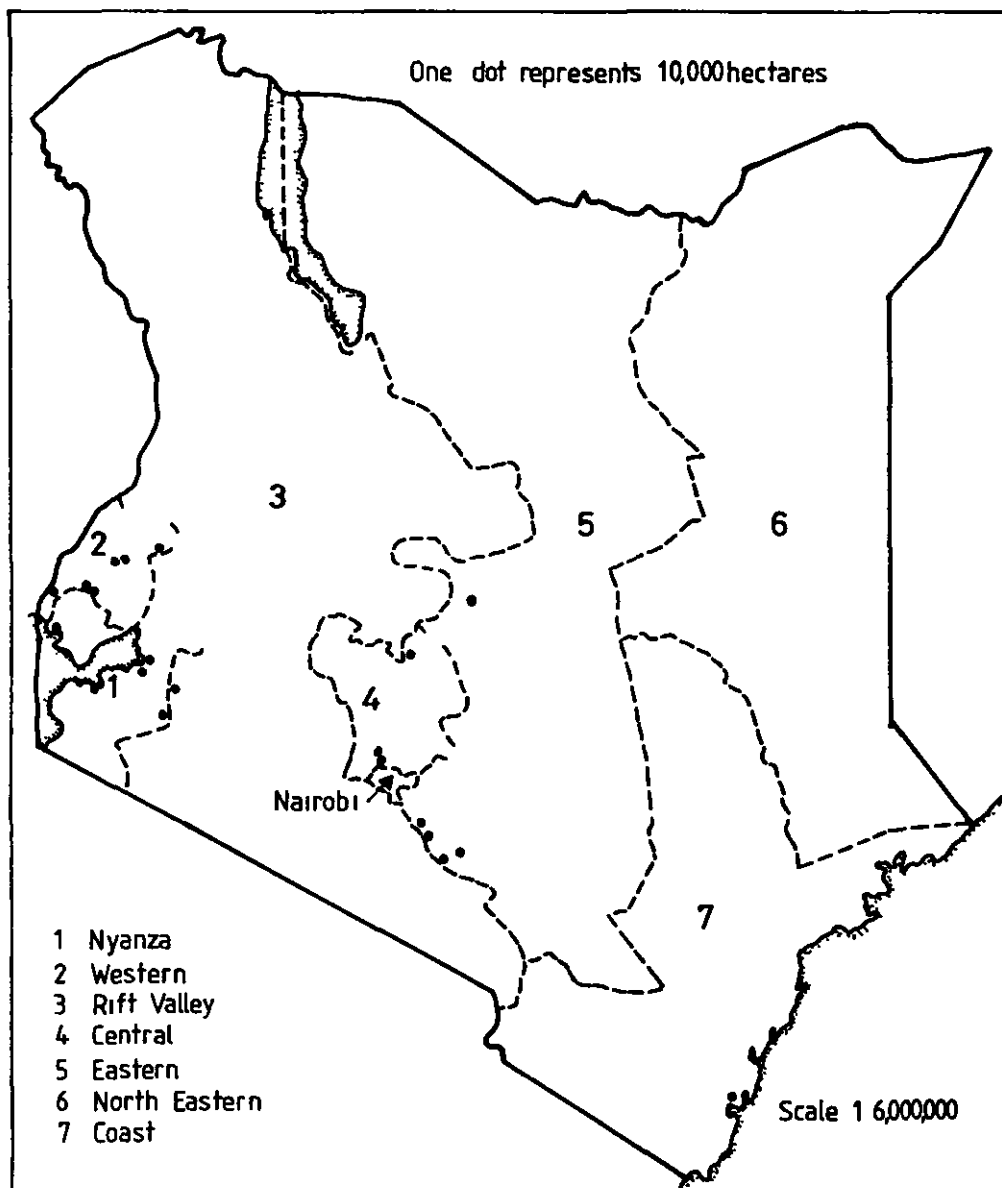 One dot represents 10,000 hectares
3
5
6
2
1
4
Nairobi
7
1 Nyanza
2 Western
3 Rift Valley
4 Central
5 Eastern
6 North Eastern
7 Coast
Scale 1 6,000,000